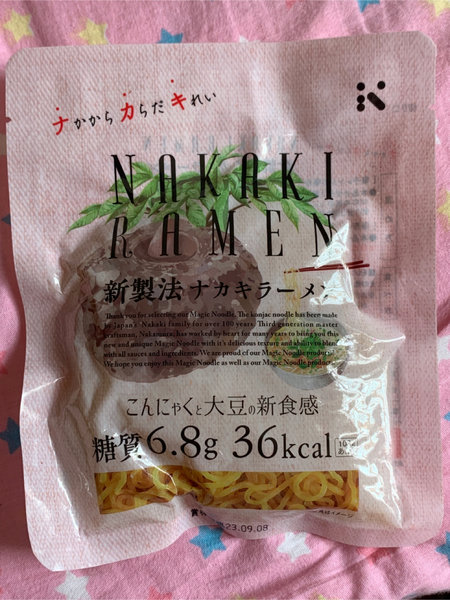 ナかから カらだ キれい
NAKAKI
RAMEN
新製法 ナカキラーメン
Thank you for selecting our Magic Noodle. The konjac noodle has been made
by Japan's Nakaki family for over 100 years. Third generation master
craftsman, Nakamura, has worked by heart for many years to bring you this
new and unique Magic Noodle with it's delicious texture and ability to blend
with all sauces and ingredients. We are proud of our Magic Noodle products!
We hope you enjoy this Magic Noodle as well as our Magic Noodle products
こんにゃくと大豆の新食感
糖質6.8g 36kcal
23.09.08